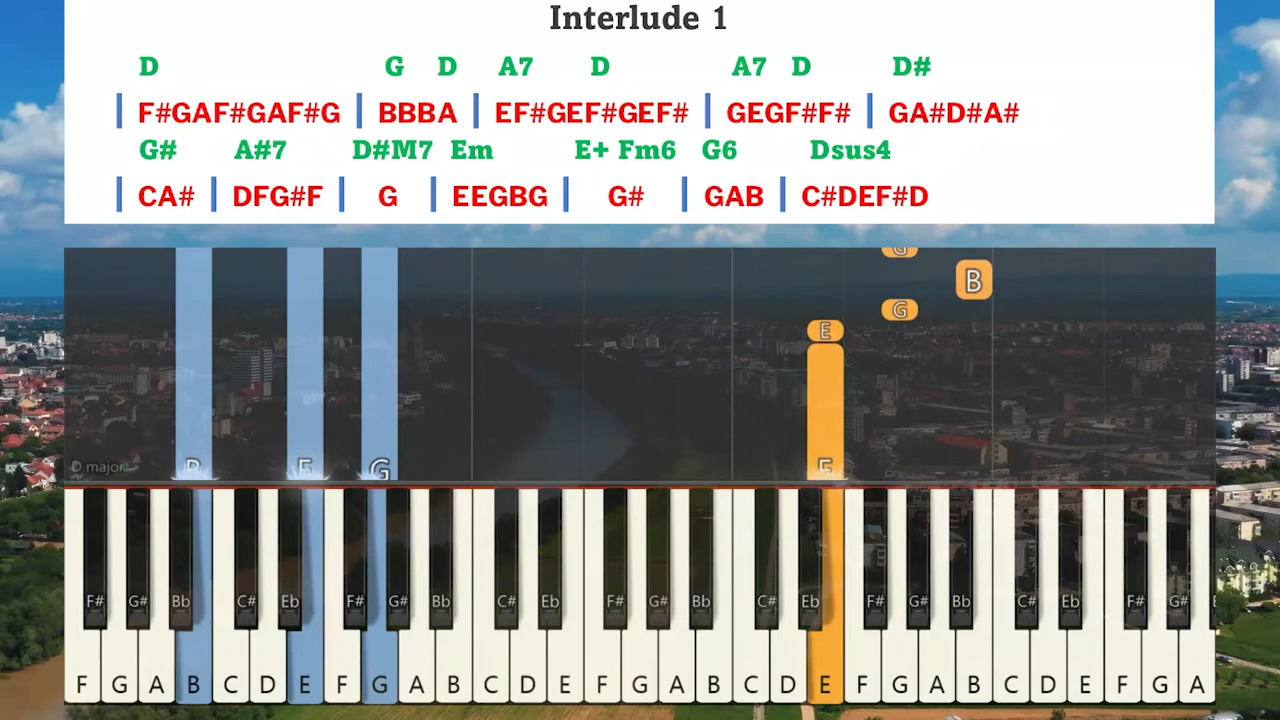 Interlude 1
D G D A7 D A7 D D#
| F#GAF#GAF#G | BBBA | EF#GEF#GEF# | GEGF#F# | GA#D#A#
G# A#7 D#M7 Em E+ Fm6 G6 Dsus4
| CA# | DFG#F | G | EEGBG | G# | GAB | C#DEF#D
G
B
G
E
D major
B E G E
F# G# Bb C# Eb F# G# Bb C# Eb F# G# Bb C# Eb F# G# Bb C# Eb F# G#
F G A B C D E F G A B C D E F G A B C D E F G A B C D E F G A